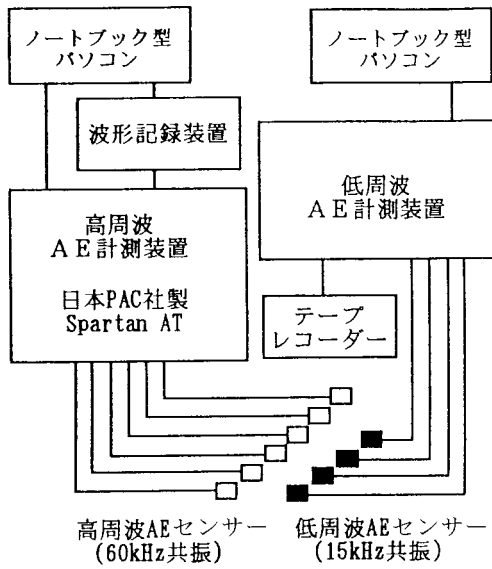 ノートブック型
パソコン
波形記録装置
高周波
AE計測装置
日本PAC社製
Spartan AT
ノートブック型
パソコン
低周波
AE計測装置
テープ
レコーダー
高周波AEセンサー
(60kHz共振)
低周波AEセンサー
(15kHz共振)